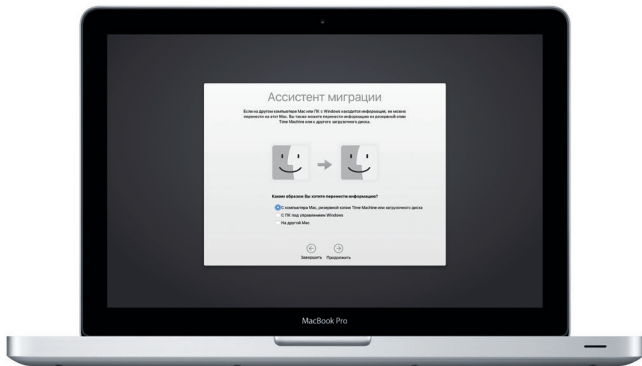 Ассистент миграции
Если на другом компьютере Mac или ПК с Windows находится информация, ее можно
перенести на этот Mac. Вы также можете перенести информацию из резервной копии
Time Machine или с другого загрузочного диска.
Каким образом Вы хотите перенести информацию?
С компьютера Mac, резервной копии Time Machine или загрузочного диска
С ПК под управлением Windows
На другой Mac
Завершить Продолжить
MacBook Pro